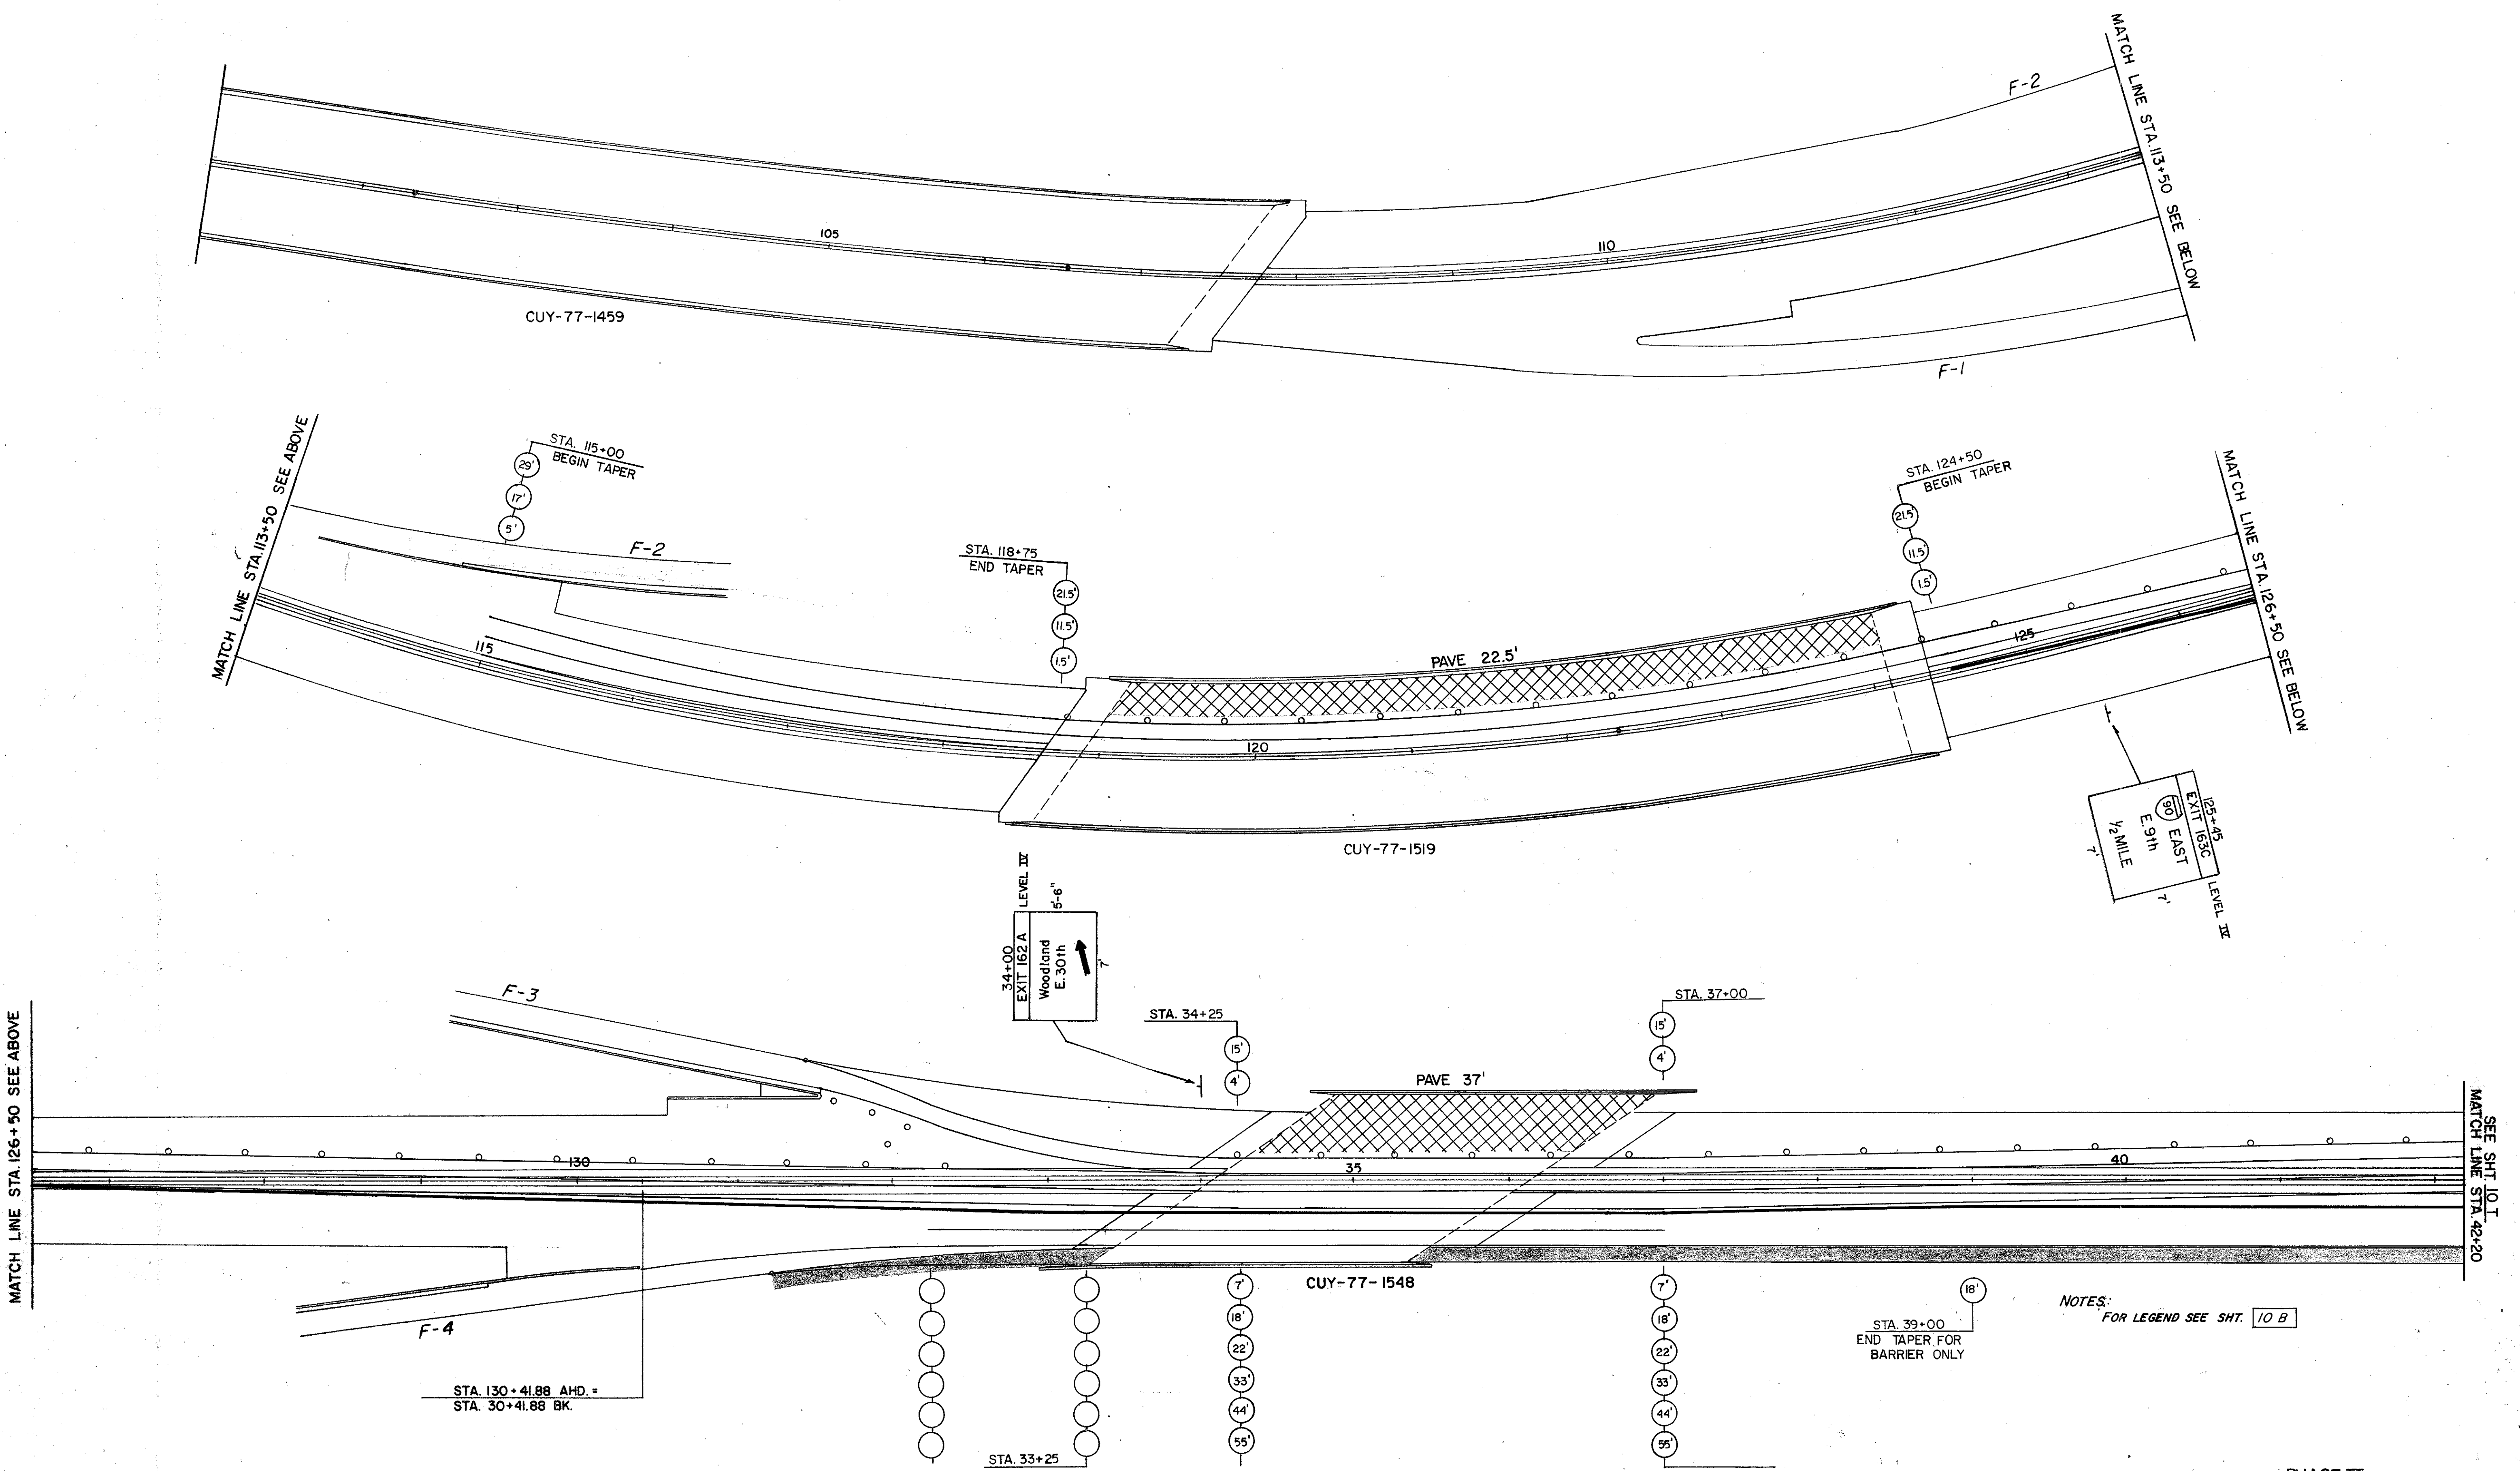 F-2
MATCH LINE STA. 113+50 SEE BELOW
105
110
CUY-77-1459
F-1
MATCH LINE STA. 113+50 SEE ABOVE
STA. 115+00
BEGIN TAPER
29'
17'
5'
F-2
115
STA. 118+75
END TAPER
21.5'
11.5'
1.5'
PAVE 22.5'
120
STA. 124+50
BEGIN TAPER
21.5'
11.5'
1.5'
125
MATCH LINE STA. 126+50 SEE BELOW
CUY-77-1519
125+45
EXIT 163C
90 EAST
E. 9th
1/2 MILE
7'
7'
LEVEL IV
34+00
EXIT 162 A
LEVEL IV
Woodland
E. 30th
5'-6"
7'
MATCH LINE STA. 126+50 SEE ABOVE
F-3
STA. 34+25
15'
4'
STA. 37+00
15'
4'
PAVE 37'
130
35
40
SEE SHT. 10 T
MATCH LINE STA. 42+20
F-4
CUY-77-1548
STA. 130+41.88 AHD. =
STA. 30+41.88 BK.
STA. 33+25
7'
18'
22'
33'
44'
55'
7'
18'
22'
33'
44'
55'
18'
STA. 39+00
END TAPER FOR
BARRIER ONLY
NOTES:
FOR LEGEND SEE SHT. 10 B